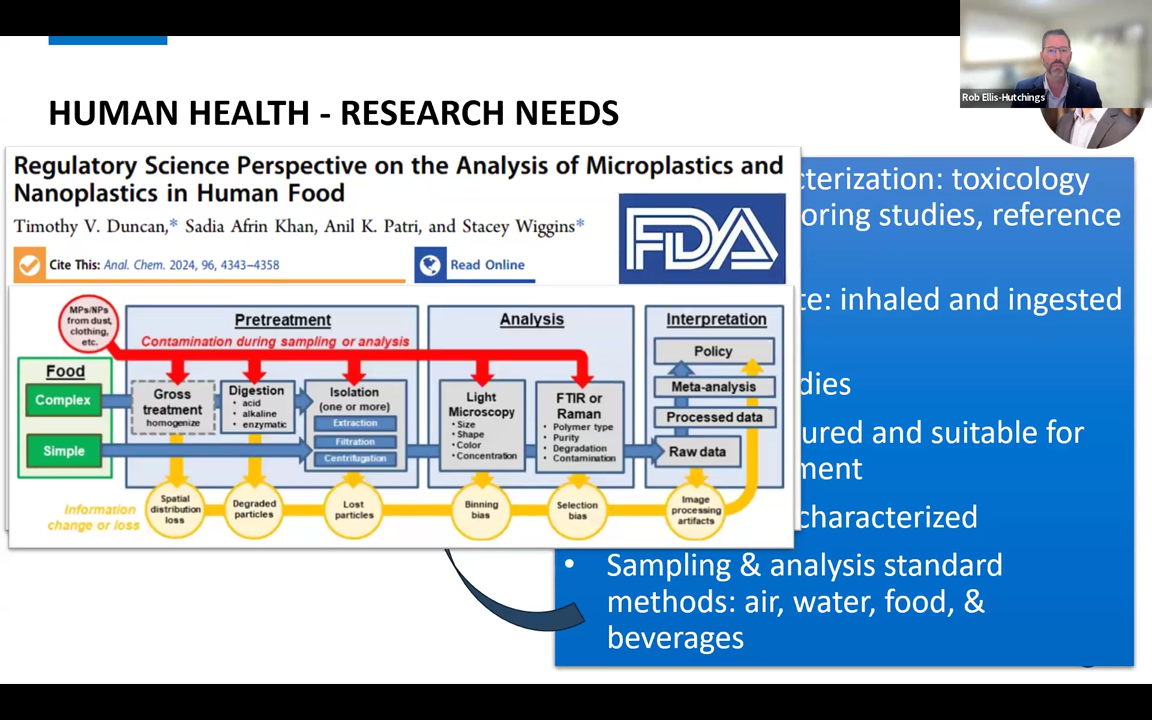 Rob Ellis-Hutchings
HUMAN HEALTH - RESEARCH NEEDS
Regulatory Science Perspective on the Analysis of Microplastics and
Nanoplastics in Human Food
Timothy V. Duncan,* Sadia Afrin Khan, Anil K. Patri, and Stacey Wiggins*
FDA
Cite This: Anal. Chem. 2024, 96, 4343–4358
Read Online
MPs/NPs
from dust,
clothing,
etc.
Pretreatment
Analysis
Interpretation
Contamination during sampling or analysis
Food
Complex
Simple
Gross
treatment
homogenize
Digestion
• acid
• alkaline
• enzymatic
Isolation
(one or more)
Extraction
Filtration
Centrifugation
Light
Microscopy
• Size
• Shape
• Color
• Concentration
FTIR or
Raman
• Polymer type
• Purity
• Degradation
• Contamination
Policy
Meta-analysis
Processed data
Raw data
Information
change or loss
Spatial
distribution
loss
Degraded
particles
Lost
particles
Binning
bias
Selection
bias
Image
processing
artifacts
cterization: toxicology
oring studies, reference
te: inhaled and ingested
dies
ured and suitable for
ment
characterized
• Sampling & analysis standard
methods: air, water, food, &
beverages